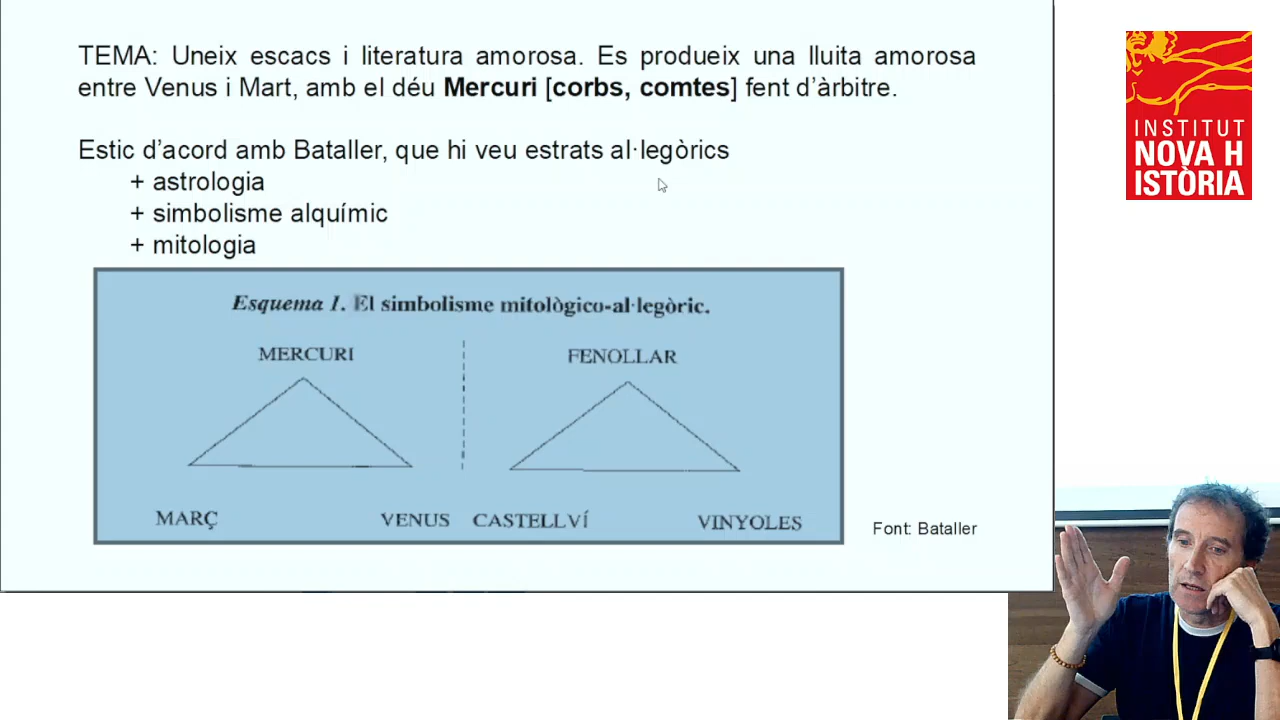 TEMA: Uneix escacs i literatura amorosa. Es produeix una lluita amorosa
entre Venus i Mart, amb el déu Mercuri [corbs, comtes] fent d'àrbitre.
Estic d'acord amb Bataller, que hi veu estrats al·legòrics
+ astrologia
+ simbolisme alquímic
+ mitologia
Esquema 1. El simbolisme mitològico-al·legòric.
MERCURI
FENOLLAR
MARÇ
VENUS
CASTELLVÍ
VINYOLES
Font: Bataller
INSTITUT
NOVA H
ISTÒRIA